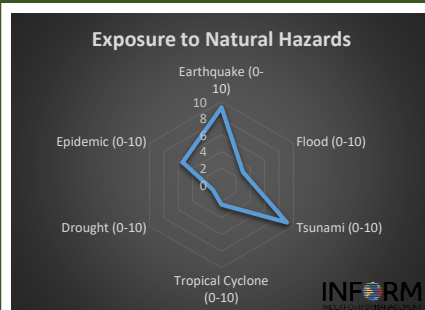 Exposure to Natural Hazards
Earthquake (0-
10)
10
8
6
4
2
0
Epidemic (0-10)
Flood (0-10)
Drought (0-10)
Tsunami (0-10)
Tropical Cyclone
(0-10)
INFORM